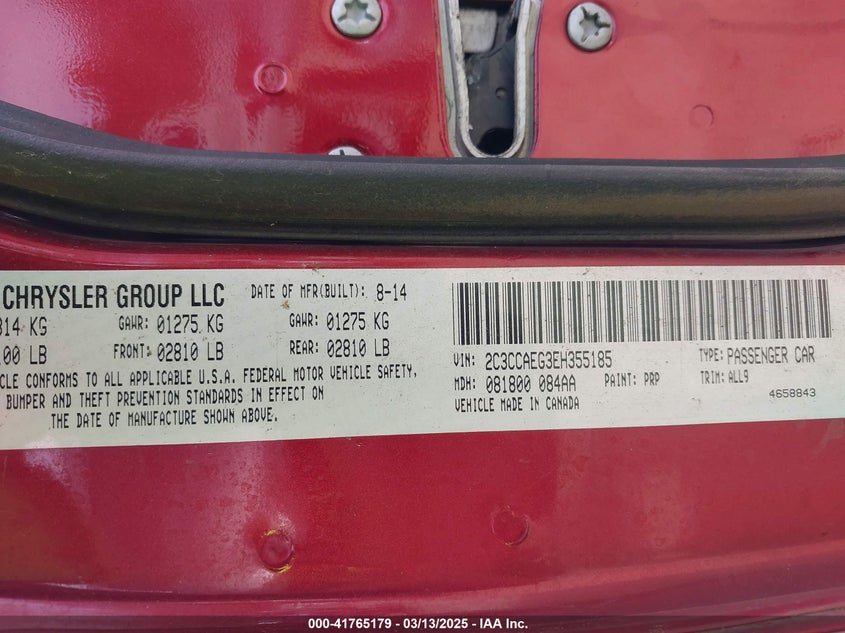 CHRYSLER GROUP LLC DATE OF MFR(BUILT): 8-14
314 KG GAWR: 01275 KG GAWR: 01275 KG
100 LB FRONT: 02810 LB REAR: 02810 LB
CLE CONFORMS TO ALL APPLICABLE U.S.A. FEDERAL MOTOR VEHICLE SAFETY,
BUMPER AND THEFT PREVENTION STANDARDS IN EFFECT ON
THE DATE OF MANUFACTURE SHOWN ABOVE.
VIN: 2C3CCAEG3EH355185 TYPE: PASSENGER CAR
MDH: 081800 084AA PAINT: PRP TRIM: ALL9
VEHICLE MADE IN CANADA 4658843
000-41765179 — 03/13/2025 — IAA Inc.